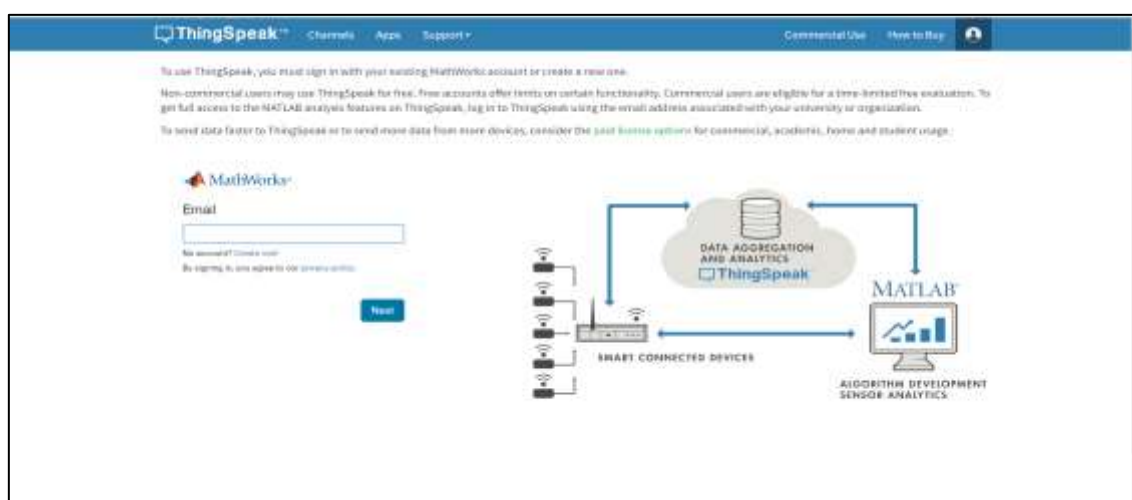 ThingSpeak™ Channels Apps Support Commercial Use How to Buy
To use ThingSpeak, you must sign in with your existing MathWorks account or create a new one.
Non-commercial users may use ThingSpeak for free. Free accounts offer limits on certain functionality. Commercial users are eligible for a time-limited free evaluation. To
get full access to the MATLAB analysis features on ThingSpeak, log in to ThingSpeak using the email address associated with your university or organization.
To send data faster to ThingSpeak or to send more data from more devices, consider the paid license options for commercial, academic, home and student usage.
MathWorks®
Email
No account? Create one!
By signing in, you agree to our privacy policy.
Next
DATA AGGREGATION
AND ANALYTICS
ThingSpeak
MATLAB®
SMART CONNECTED DEVICES
ALGORITHM DEVELOPMENT
SENSOR ANALYTICS